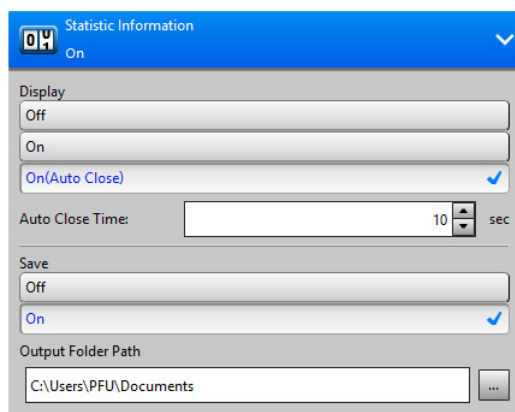 Statistic Information
On
Display
Off
On
On(Auto Close)
Auto Close Time: 10 sec
Save
Off
On
Output Folder Path
C:\Users\PFU\Documents ...